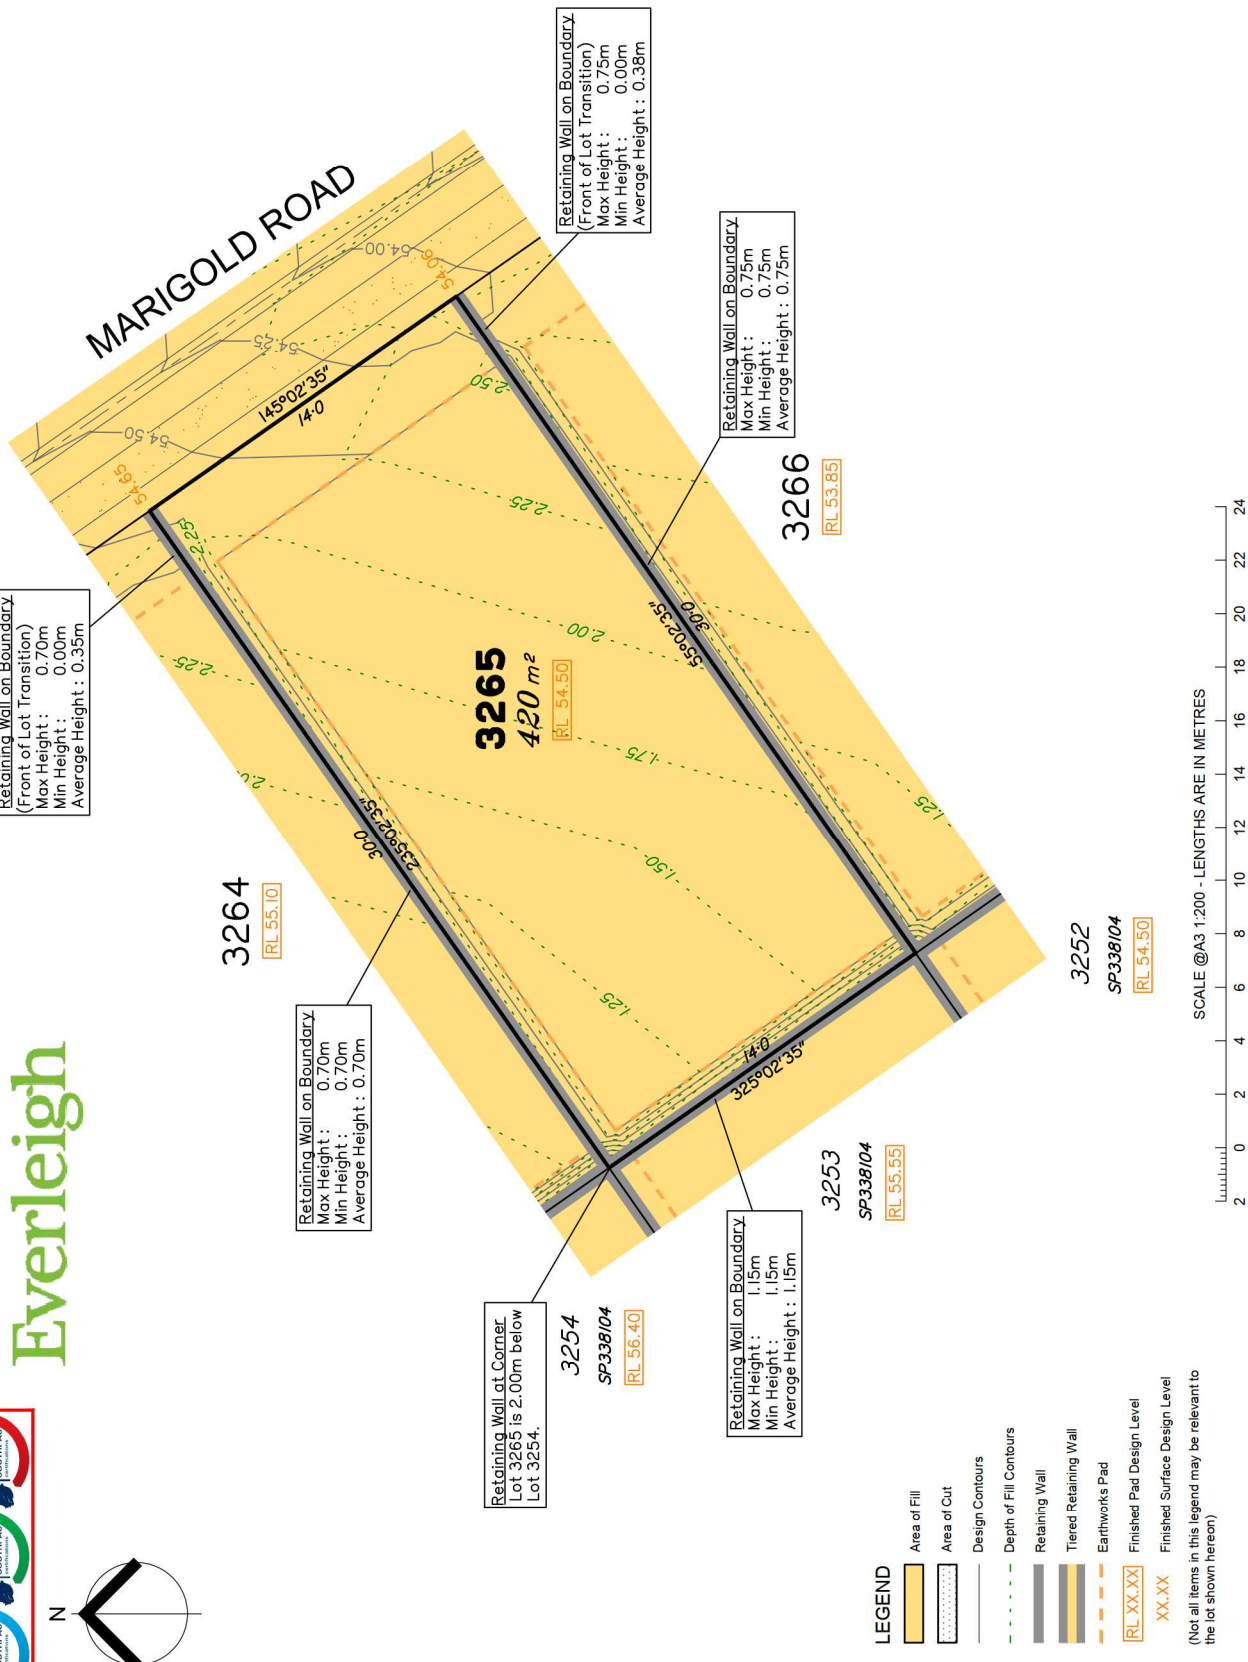 Everleigh
N
MARIGOLD ROAD
Retaining Wall on Boundary
(Front of Lot Transition)
Max Height : 0.70m
Min Height : 0.00m
Average Height : 0.35m
Retaining Wall on Boundary
(Front of Lot Transition)
Max Height : 0.75m
Min Height : 0.00m
Average Height : 0.38m
Retaining Wall on Boundary
Max Height : 0.75m
Min Height : 0.75m
Average Height : 0.75m
Retaining Wall on Boundary
Max Height : 0.70m
Min Height : 0.70m
Average Height : 0.70m
Retaining Wall at Corner
Lot 3265 is 2.00m below
Lot 3254.
Retaining Wall on Boundary
Max Height : 1.15m
Min Height : 1.15m
Average Height : 1.15m
3264
RL 55.10
3265
420 m²
RL 54.50
3266
RL 53.85
3254
SP338104
RL 56.40
3253
SP338104
RL 55.55
3252
SP338104
RL 54.50
145°02'35"
14·0
235°02'35"
30·0
55°02'35"
30·0
325°02'35"
14·0
54.65
54.06
54.50
54.25
54.00
2.25
2.25
2.50
2.25
2.00
1.75
1.50
1.25
1.25
LEGEND
Area of Fill
Area of Cut
Design Contours
Depth of Fill Contours
Retaining Wall
Tiered Retaining Wall
Earthworks Pad
RL XX.XX Finished Pad Design Level
XX.XX Finished Surface Design Level
(Not all items in this legend may be relevant to
the lot shown hereon)
2 0 2 4 6 8 10 12 14 16 18 20 22 24
SCALE @A3 1:200 - LENGTHS ARE IN METRES